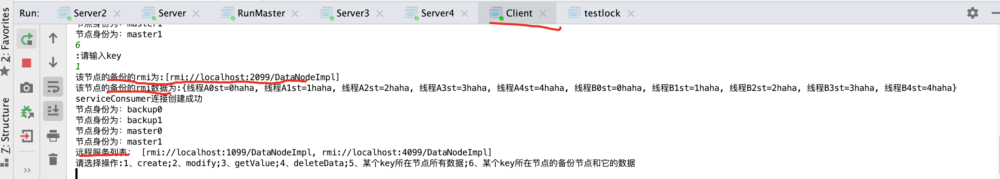 Run: Server2 Server RunMaster Server3 Server4 Client testlock
2: Favorites
7: Structure
节点身份为: master1
节点身份为: master1
6
:请输入key
1
该节点的备份的rmi为:[rmi://localhost:2099/DataNodeImpl]
该节点的备份的rmi数据为:{线程A0st=0haha, 线程A1st=1haha, 线程A2st=2haha, 线程A3st=3haha, 线程A4st=4haha, 线程B0st=0haha, 线程B1st=1haha, 线程B2st=2haha, 线程B3st=3haha, 线程B4st=4haha}
serviceConsumer连接创建成功
节点身份为: backup0
节点身份为: backup1
节点身份为: master0
节点身份为: master1
远程服务列表: [rmi://localhost:1099/DataNodeImpl, rmi://localhost:4099/DataNodeImpl]
请选择操作:1、create;2、modify;3、getValue;4、deleteData;5、某个key所在节点所有数据;6、某个key所在节点的备份节点和它的数据